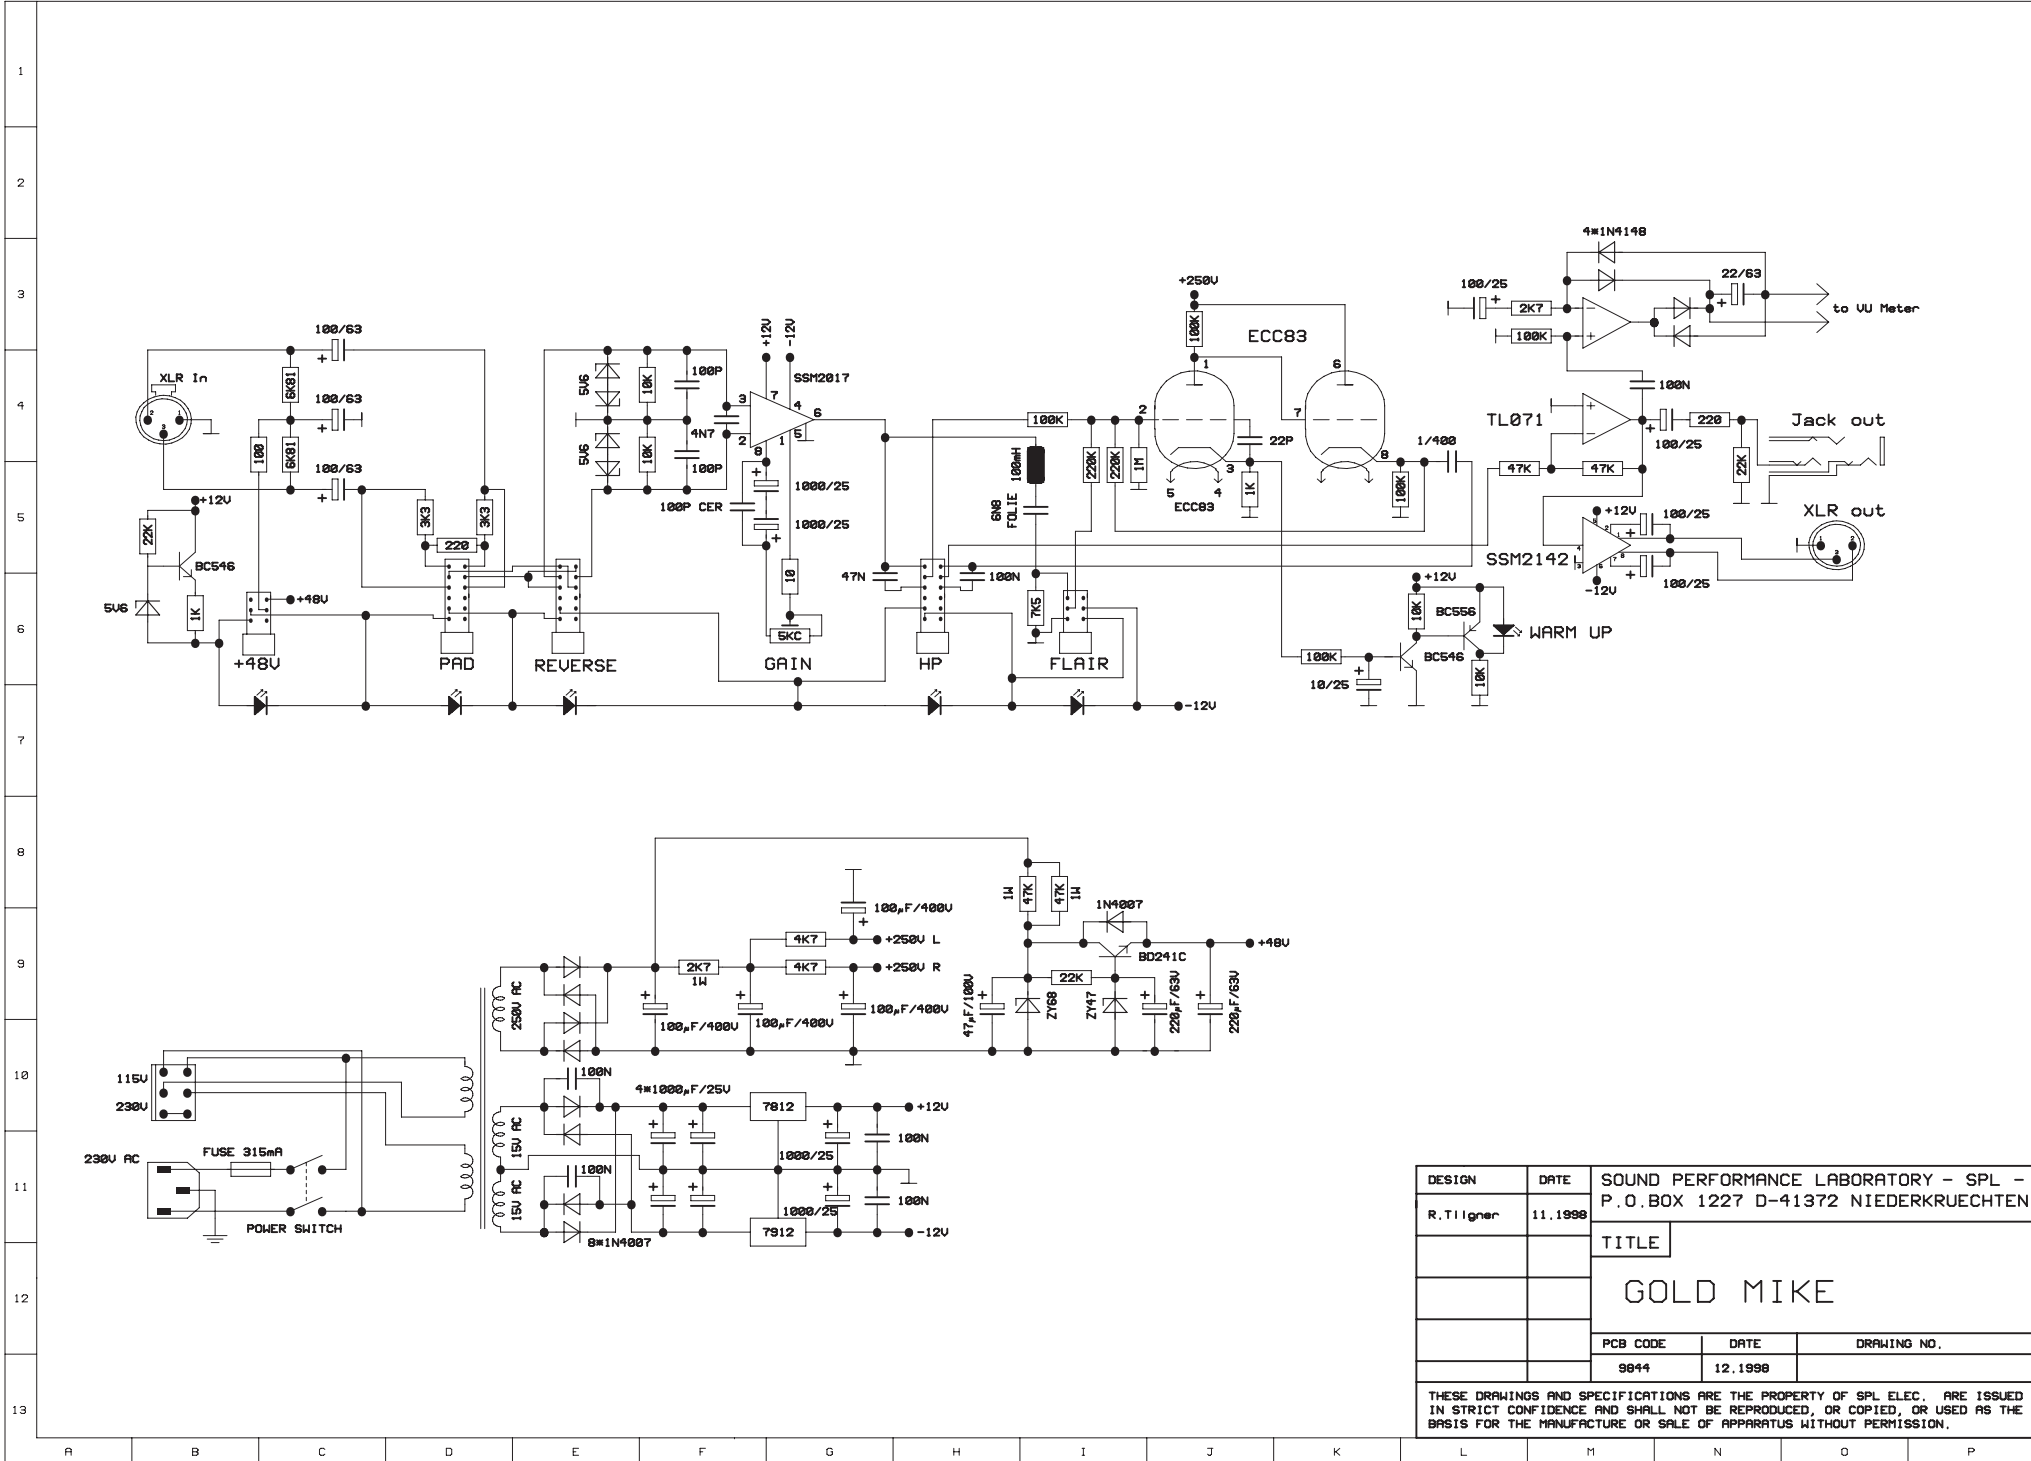 1
2
3
4
5
6
7
8
9
10
11
12
13
A B C D E F G H I J K L M N O P
XLR In
2
1
3
100/63
+
6K81
100/63
+
100
6K81
100/63
+
+12V
22K
BC546
5V6
1K
+48V
+48V
3K3
3K3
220
PAD
REVERSE
5V6
5V6
10K
10K
100P
4N7
100P
+12V
-12V
SSM2017
3
7
4
6
2
1
5
8
+
1000/25
100P CER
1000/25
+
10
5KC
GAIN
47N
100N
HP
100K
100mH
6N8
FOLIE
220K
220K
1M
7K5
FLAIR
-12V
+250V
100K
ECC83
1
2
22P
3
5
4
ECC83
1K
6
7
8
100K
1/400
100K
+
10/25
+12V
10K
BC556
BC546
10K
WARM UP
4*1N4148
100/25
+
2K7
100K
-
+
22/63
+
to VU Meter
100N
TL071
+
-
+
100/25
220
22K
47K
47K
Jack out
+12V
100/25
+
SSM2142
+
100/25
-12V
XLR out
1
2
3
1W
47K
47K
1W
1N4007
+48V
BD241C
22K
+
47µF/100V
ZY68
ZY47
+
220µF/63V
+
220µF/63V
100µF/400V
+
4K7
+250V L
2K7
1W
4K7
+250V R
+
100µF/400V
+
100µF/400V
+
100µF/400V
250V AC
100N
15V AC
15V AC
100N
8*1N4007
4*1000µF/25V
+
+
+
+
7812
+12V
+
1000/25
100N
+
1000/25
100N
7912
-12V
115V
230V
230V AC
FUSE 315mA
POWER SWITCH
DESIGN
DATE
SOUND PERFORMANCE LABORATORY - SPL -
P.O.BOX 1227 D-41372 NIEDERKRUECHTEN
R.Tilgner
11.1998
TITLE
GOLD MIKE
PCB CODE
DATE
DRAWING NO.
9844
12.1998
THESE DRAWINGS AND SPECIFICATIONS ARE THE PROPERTY OF SPL ELEC. ARE ISSUED
IN STRICT CONFIDENCE AND SHALL NOT BE REPRODUCED, OR COPIED, OR USED AS THE
BASIS FOR THE MANUFACTURE OR SALE OF APPARATUS WITHOUT PERMISSION.